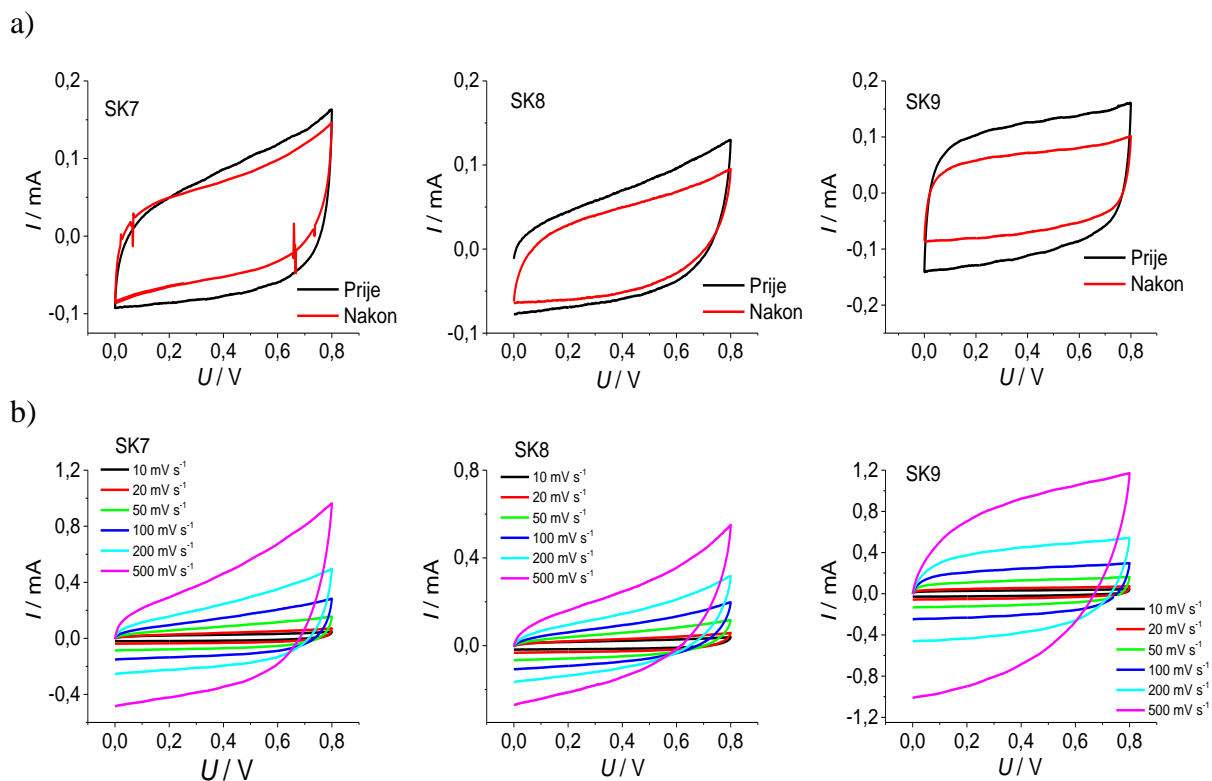 a)
SK7
0,2
0,1
0,0
-0,1
I / mA
0,0 0,2 0,4 0,6 0,8
U / V
Prije
Nakon
SK8
0,2
0,1
0,0
-0,1
I / mA
0,0 0,2 0,4 0,6 0,8
U / V
Prije
Nakon
SK9
0,2
0,1
0,0
-0,1
-0,2
I / mA
0,0 0,2 0,4 0,6 0,8
U / V
Prije
Nakon
b)
SK7
1,2
0,8
0,4
0,0
-0,4
I / mA
10 mV s⁻¹
20 mV s⁻¹
50 mV s⁻¹
100 mV s⁻¹
200 mV s⁻¹
500 mV s⁻¹
0,0 0,2 0,4 0,6 0,8
U / V
SK8
0,8
0,4
0,0
I / mA
10 mV s⁻¹
20 mV s⁻¹
50 mV s⁻¹
100 mV s⁻¹
200 mV s⁻¹
500 mV s⁻¹
0,0 0,2 0,4 0,6 0,8
U / V
SK9
1,2
0,8
0,4
0,0
-0,4
-0,8
-1,2
I / mA
10 mV s⁻¹
20 mV s⁻¹
50 mV s⁻¹
100 mV s⁻¹
200 mV s⁻¹
500 mV s⁻¹
0,0 0,2 0,4 0,6 0,8
U / V